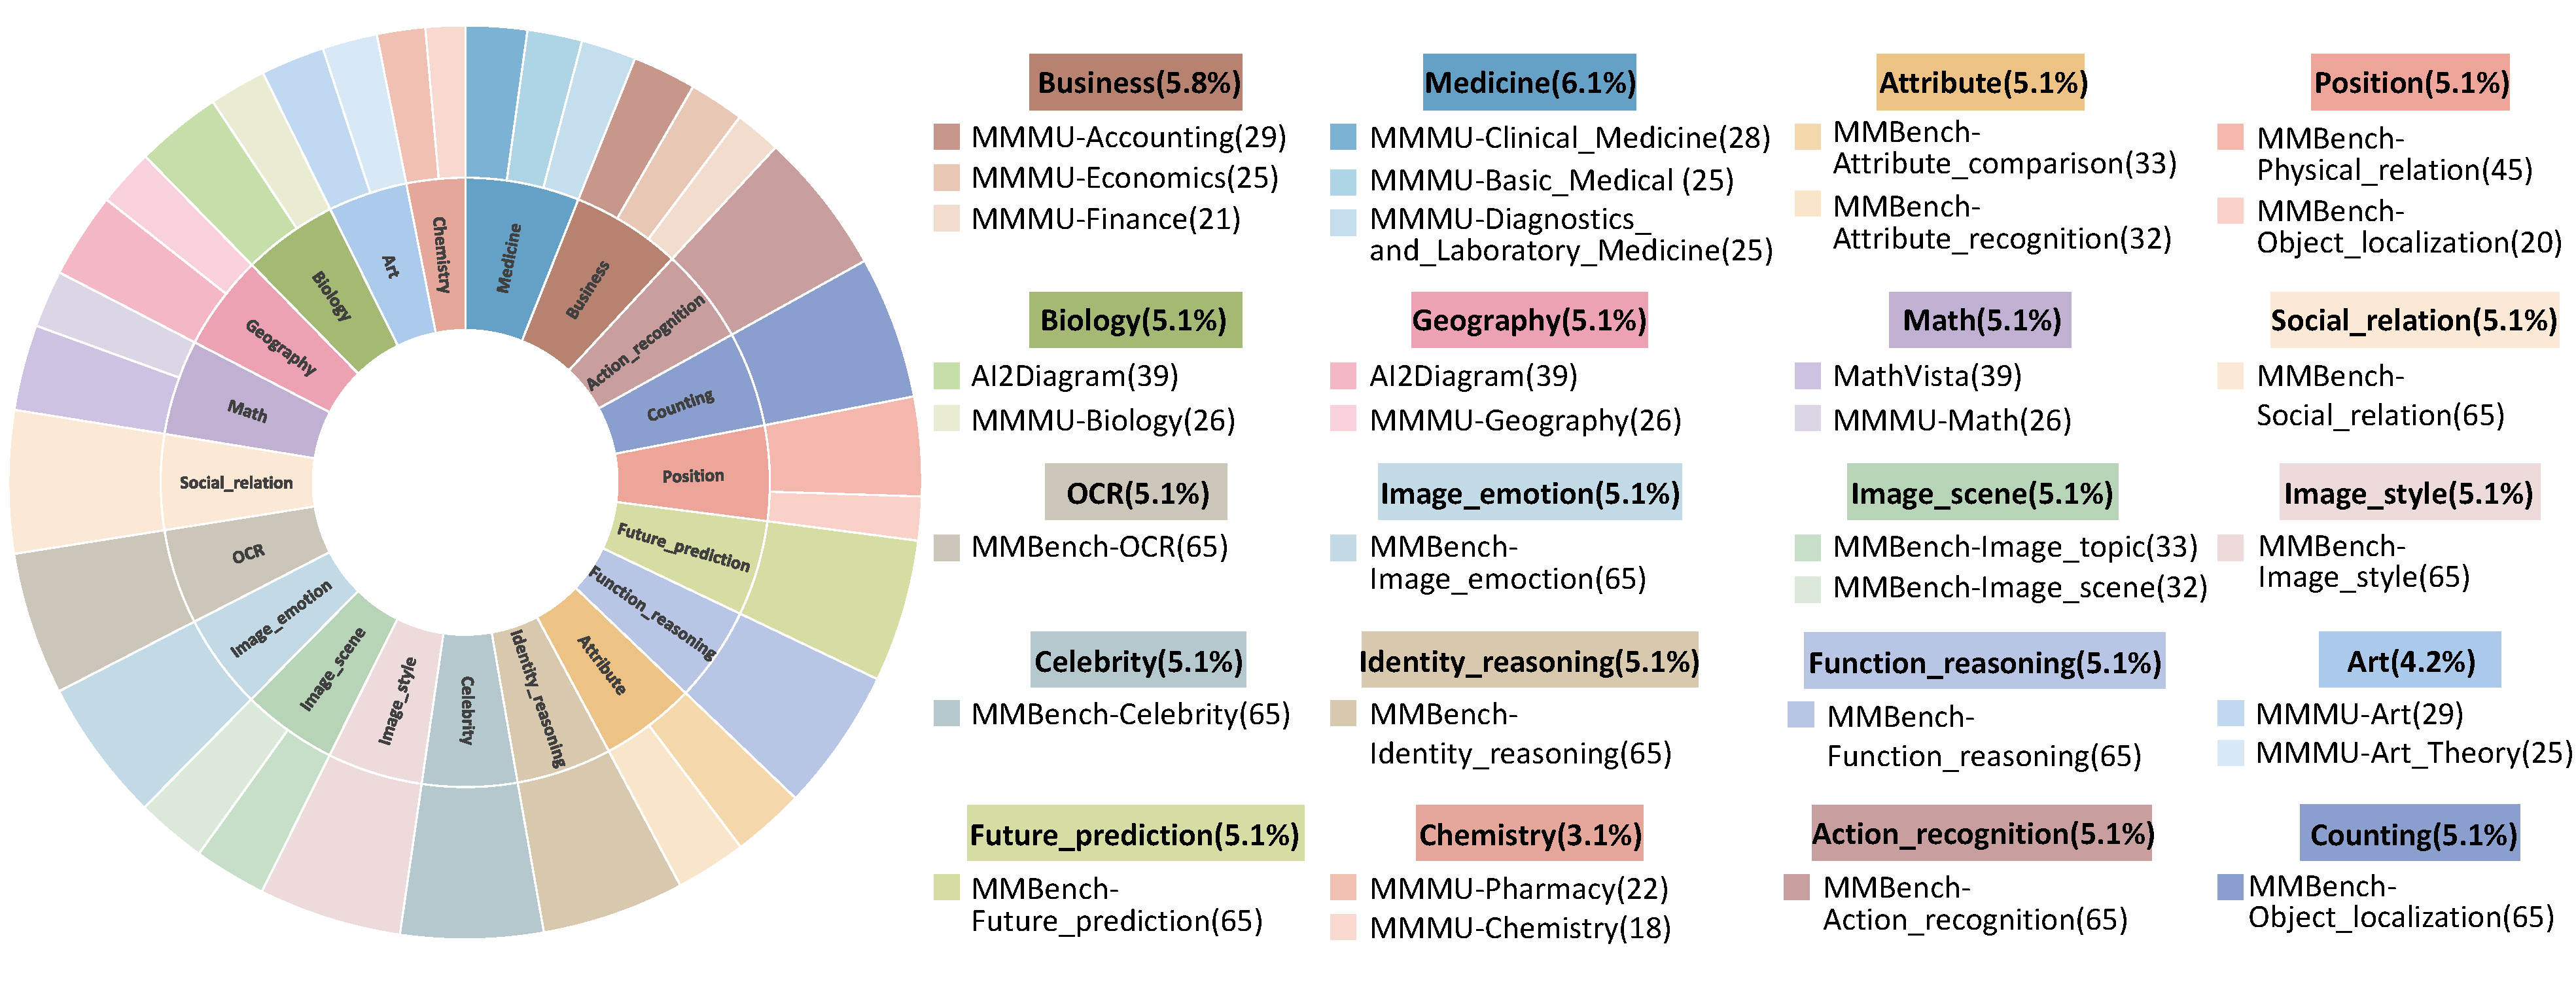 Medicine
Business
Action_recognition
Counting
Position
Future_prediction
Function_reasoning
Attribute
Identity_reasoning
Celebrity
Image_style
Image_scene
Image_emotion
OCR
Social_relation
Math
Geography
Biology
Art
Chemistry
Business(5.8%)
MMMU-Accounting(29)
MMMU-Economics(25)
MMMU-Finance(21)
Medicine(6.1%)
MMMU-Clinical_Medicine(28)
MMMU-Basic_Medical (25)
MMMU-Diagnostics_
and_Laboratory_Medicine(25)
Attribute(5.1%)
MMBench-
Attribute_comparison(33)
MMBench-
Attribute_recognition(32)
Position(5.1%)
MMBench-
Physical_relation(45)
MMBench-
Object_localization(20)
Biology(5.1%)
AI2Diagram(39)
MMMU-Biology(26)
Geography(5.1%)
AI2Diagram(39)
MMMU-Geography(26)
Math(5.1%)
MathVista(39)
MMMU-Math(26)
Social_relation(5.1%)
MMBench-
Social_relation(65)
OCR(5.1%)
MMBench-OCR(65)
Image_emotion(5.1%)
MMBench-
Image_emoction(65)
Image_scene(5.1%)
MMBench-Image_topic(33)
MMBench-Image_scene(32)
Image_style(5.1%)
MMBench-
Image_style(65)
Celebrity(5.1%)
MMBench-Celebrity(65)
Identity_reasoning(5.1%)
MMBench-
Identity_reasoning(65)
Function_reasoning(5.1%)
MMBench-
Function_reasoning(65)
Art(4.2%)
MMMU-Art(29)
MMMU-Art_Theory(25)
Future_prediction(5.1%)
MMBench-
Future_prediction(65)
Chemistry(3.1%)
MMMU-Pharmacy(22)
MMMU-Chemistry(18)
Action_recognition(5.1%)
MMBench-
Action_recognition(65)
Counting(5.1%)
MMBench-
Object_localization(65)